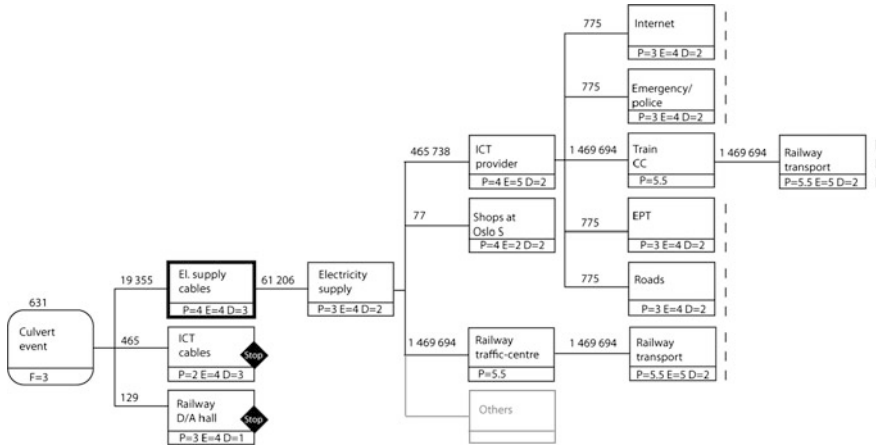 775
Internet
P=3 E=4 D=2
775
Emergency/
police
P=3 E=4 D=2
465 738
ICT
provider
P=4 E=5 D=2
1 469 694
Train
CC
P=5.5
1 469 694
Railway
transport
P=5.5 E=5 D=2
77
Shops at
Oslo S
P=4 E=2 D=2
775
EPT
P=3 E=4 D=2
19 355
El. supply
cables
P=4 E=4 D=3
61 206
Electricity
supply
P=3 E=4 D=2
775
Roads
P=3 E=4 D=2
631
Culvert
event
F=3
465
ICT
cables
Stop
P=2 E=4 D=3
1 469 694
Railway
traffic-centre
P=5.5
1 469 694
Railway
transport
P=5.5 E=5 D=2
129
Railway
D/A hall
Stop
P=3 E=4 D=1
Others